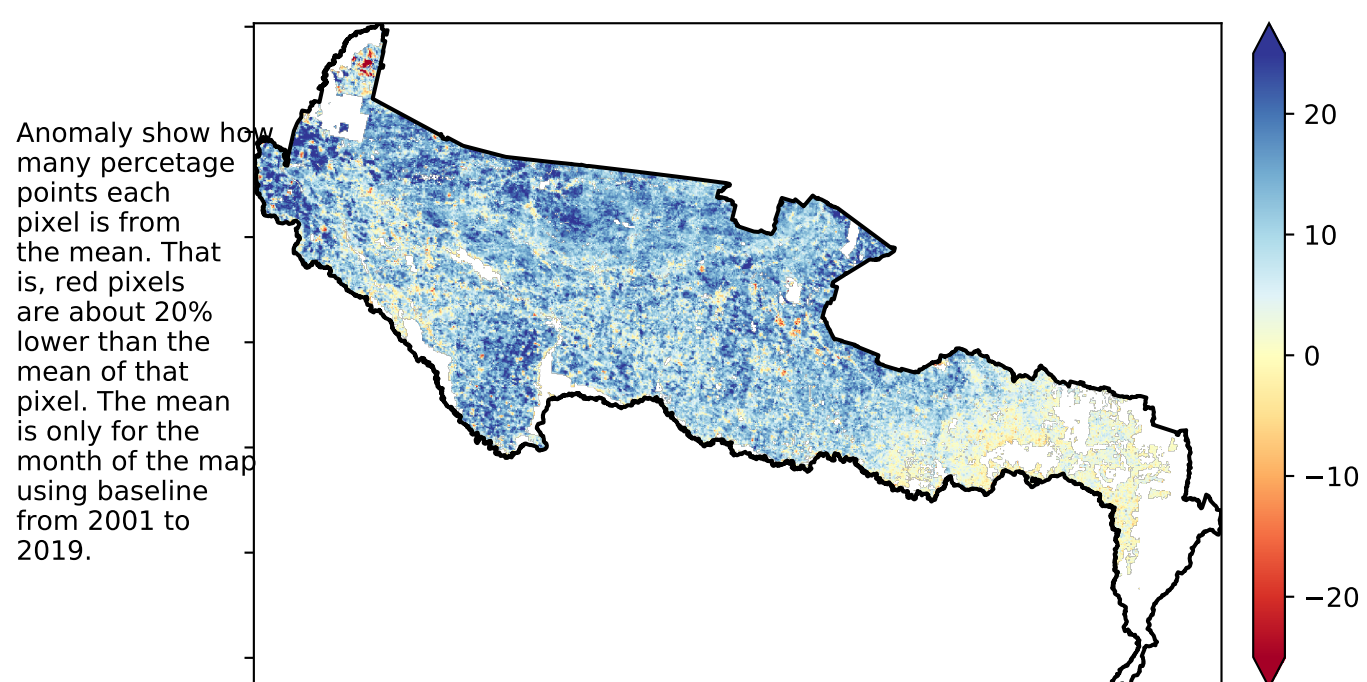 Anomaly show how
many percetage
points each
pixel is from
the mean. That
is, red pixels
are about 20%
lower than the
mean of that
pixel. The mean
is only for the
month of the map
using baseline
from 2001 to
2019.
20
10
0
−10
−20